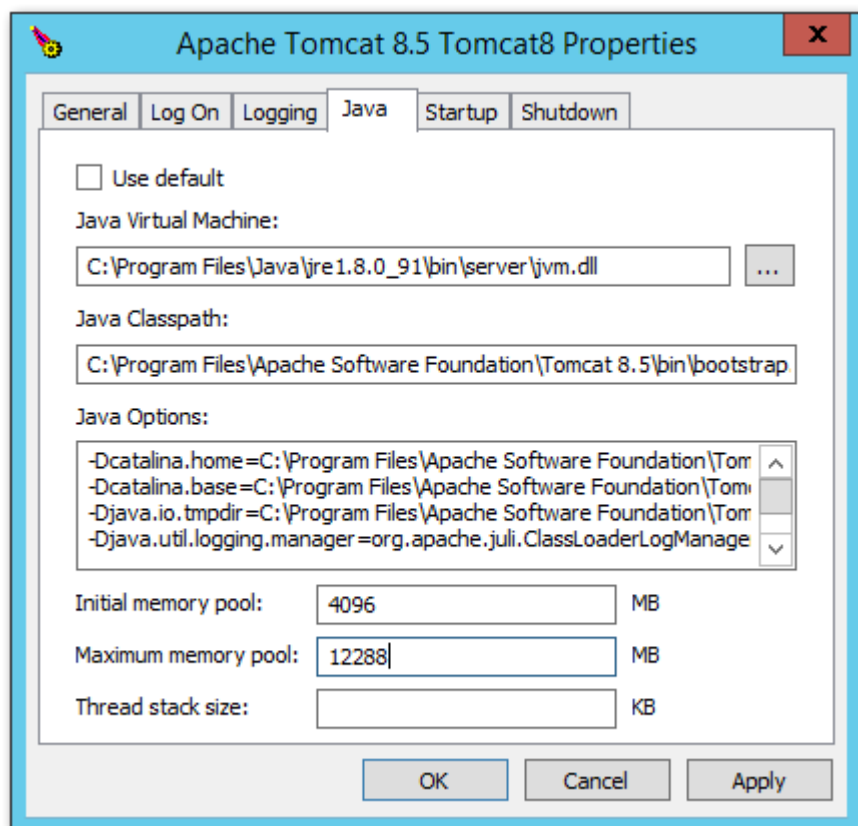 Apache Tomcat 8.5 Tomcat8 Properties x
General Log On Logging Java Startup Shutdown
Use default
Java Virtual Machine:
C:\Program Files\Java\jre1.8.0_91\bin\server\jvm.dll ...
Java Classpath:
C:\Program Files\Apache Software Foundation\Tomcat 8.5\bin\bootstrap
Java Options:
-Dcatalina.home=C:\Program Files\Apache Software Foundation\Tom
-Dcatalina.base=C:\Program Files\Apache Software Foundation\Tomc
-Djava.io.tmpdir=C:\Program Files\Apache Software Foundation\Tom
-Djava.util.logging.manager=org.apache.juli.ClassLoaderLogManager
Initial memory pool: 4096 MB
Maximum memory pool: 12288 MB
Thread stack size: KB
OK Cancel Apply